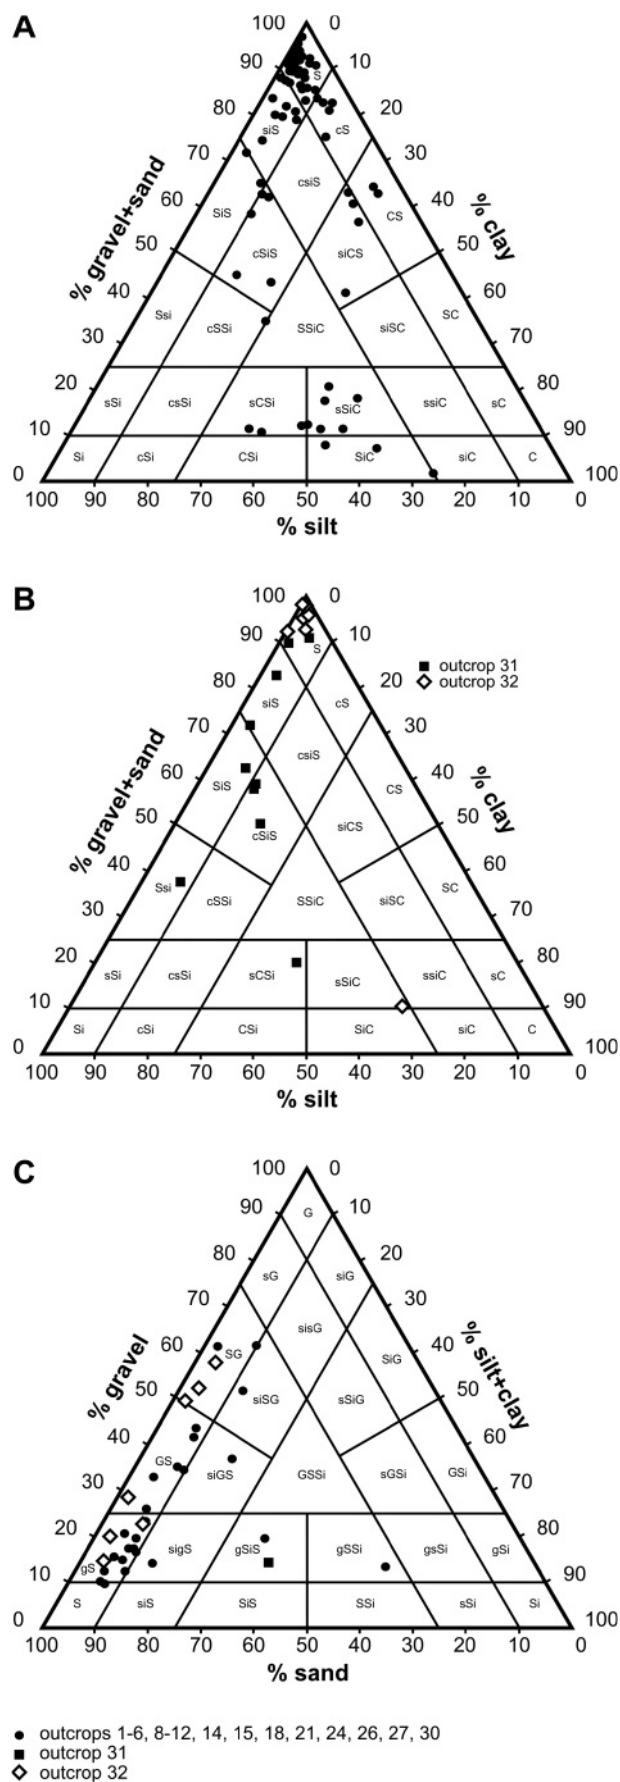 A
100 0
90 10
S
80 20
siS cS
70 30
csiS
60 40
SiS CS
% gravel+sand
% clay
50 50
cSiS siCS
40 60
Ssi cSSi SSiC siSC SC
30 70
20 80
sSi csSi sCSi sSiC ssiC sC
10 90
Si cSi CSi SiC siC C
0 100
100 90 80 70 60 50 40 30 20 10 0
% silt
B
100 0
90 10
S
outcrop 31
outcrop 32
80 20
siS cS
70 30
csiS
60 40
SiS CS
% gravel+sand
% clay
50 50
cSiS siCS
40 60
Ssi cSSi SSiC siSC SC
30 70
20 80
sSi csSi sCSi sSiC ssiC sC
10 90
Si cSi CSi SiC siC C
0 100
100 90 80 70 60 50 40 30 20 10 0
% silt
C
100 0
90 10
G
80 20
sG siG
70 30
sisG
60 40
SG SiG
% gravel
% silt+clay
50 50
siSG sSiG
40 60
GS siGS GSSi sGSi GSi
30 70
20 80
gS sigS gSiS gSSi gsSi gSi
10 90
S siS SiS SSi sSi Si
0 100
100 90 80 70 60 50 40 30 20 10 0
% sand
outcrops 1-6, 8-12, 14, 15, 18, 21, 24, 26, 27, 30
outcrop 31
outcrop 32